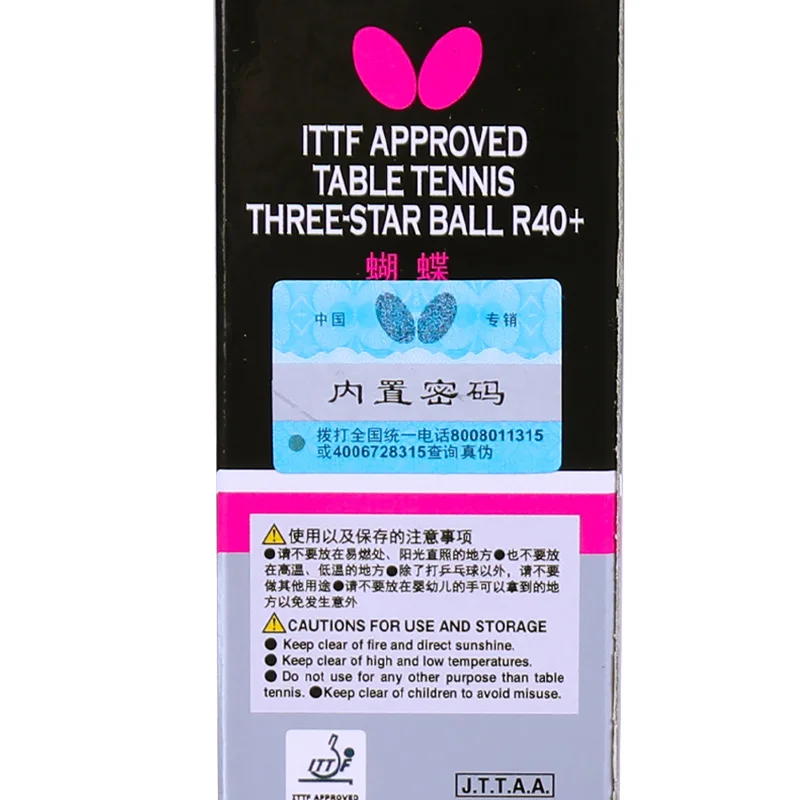 ITTF APPROVED
TABLE TENNIS
THREE-STAR BALL R40+
蝴蝶
中国 专销
内置密码
拨打全国统一电话8008011315
或4006728315查询真伪
使用以及保存的注意事项
●请不要放在易燃处、阳光直照的地方●也不要放
在高温、低温的地方●除了打乒乓球以外，请不要
做其他用途●请不要放在婴幼儿的手可以拿到的地
方以免发生意外
CAUTIONS FOR USE AND STORAGE
● Keep clear of fire and direct sunshine.
● Keep clear of high and low temperatures.
● Do not use for any other purpose than table
tennis. ●Keep clear of children to avoid misuse.
ITTF
ITTF APPROVED
J.T.T.A.A.